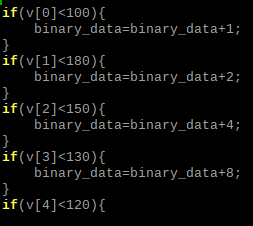 if(v[0]<100){
    binary_data=binary_data+1;
}
if(v[1]<180){
    binary_data=binary_data+2;
}
if(v[2]<150){
    binary_data=binary_data+4;
}
if(v[3]<130){
    binary_data=binary_data+8;
}
if(v[4]<120){